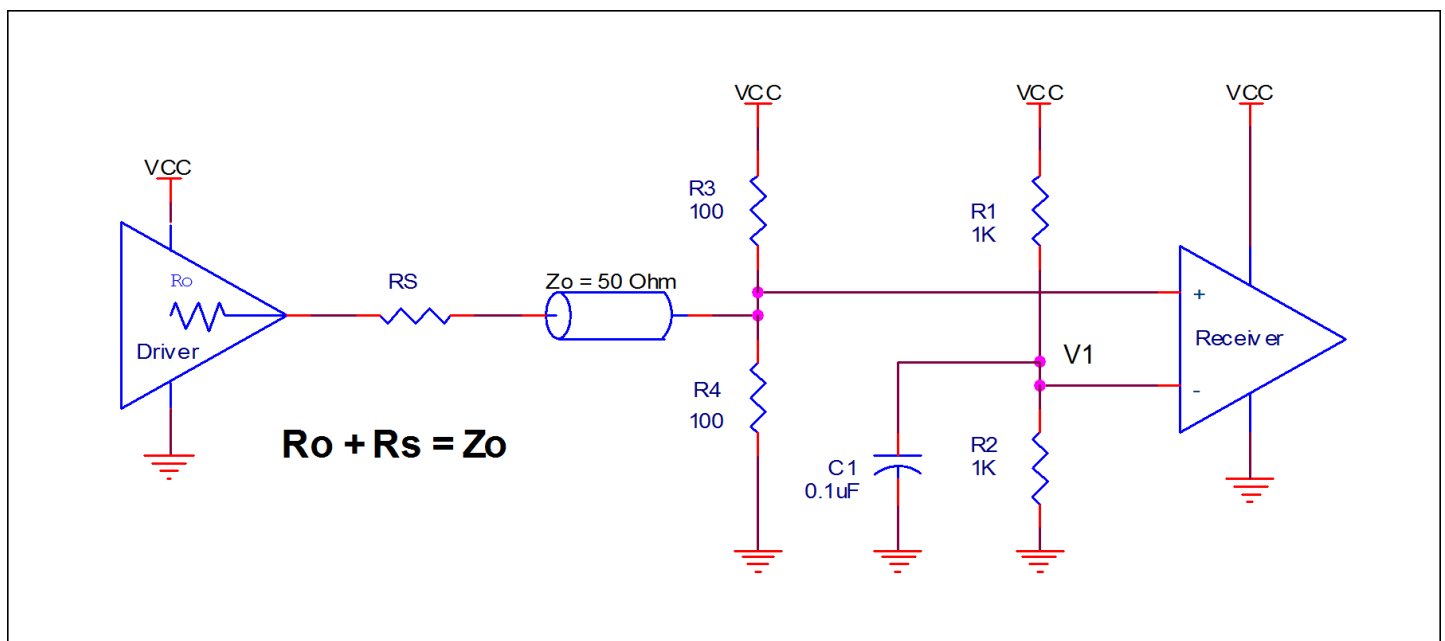 VCC
Ro
Driver
RS
Zo = 50 Ohm
Ro + Rs = Zo
VCC
R3
100
R4
100
VCC
R1
1K
V1
C1
0.1uF
R2
1K
VCC
+
Receiver
-